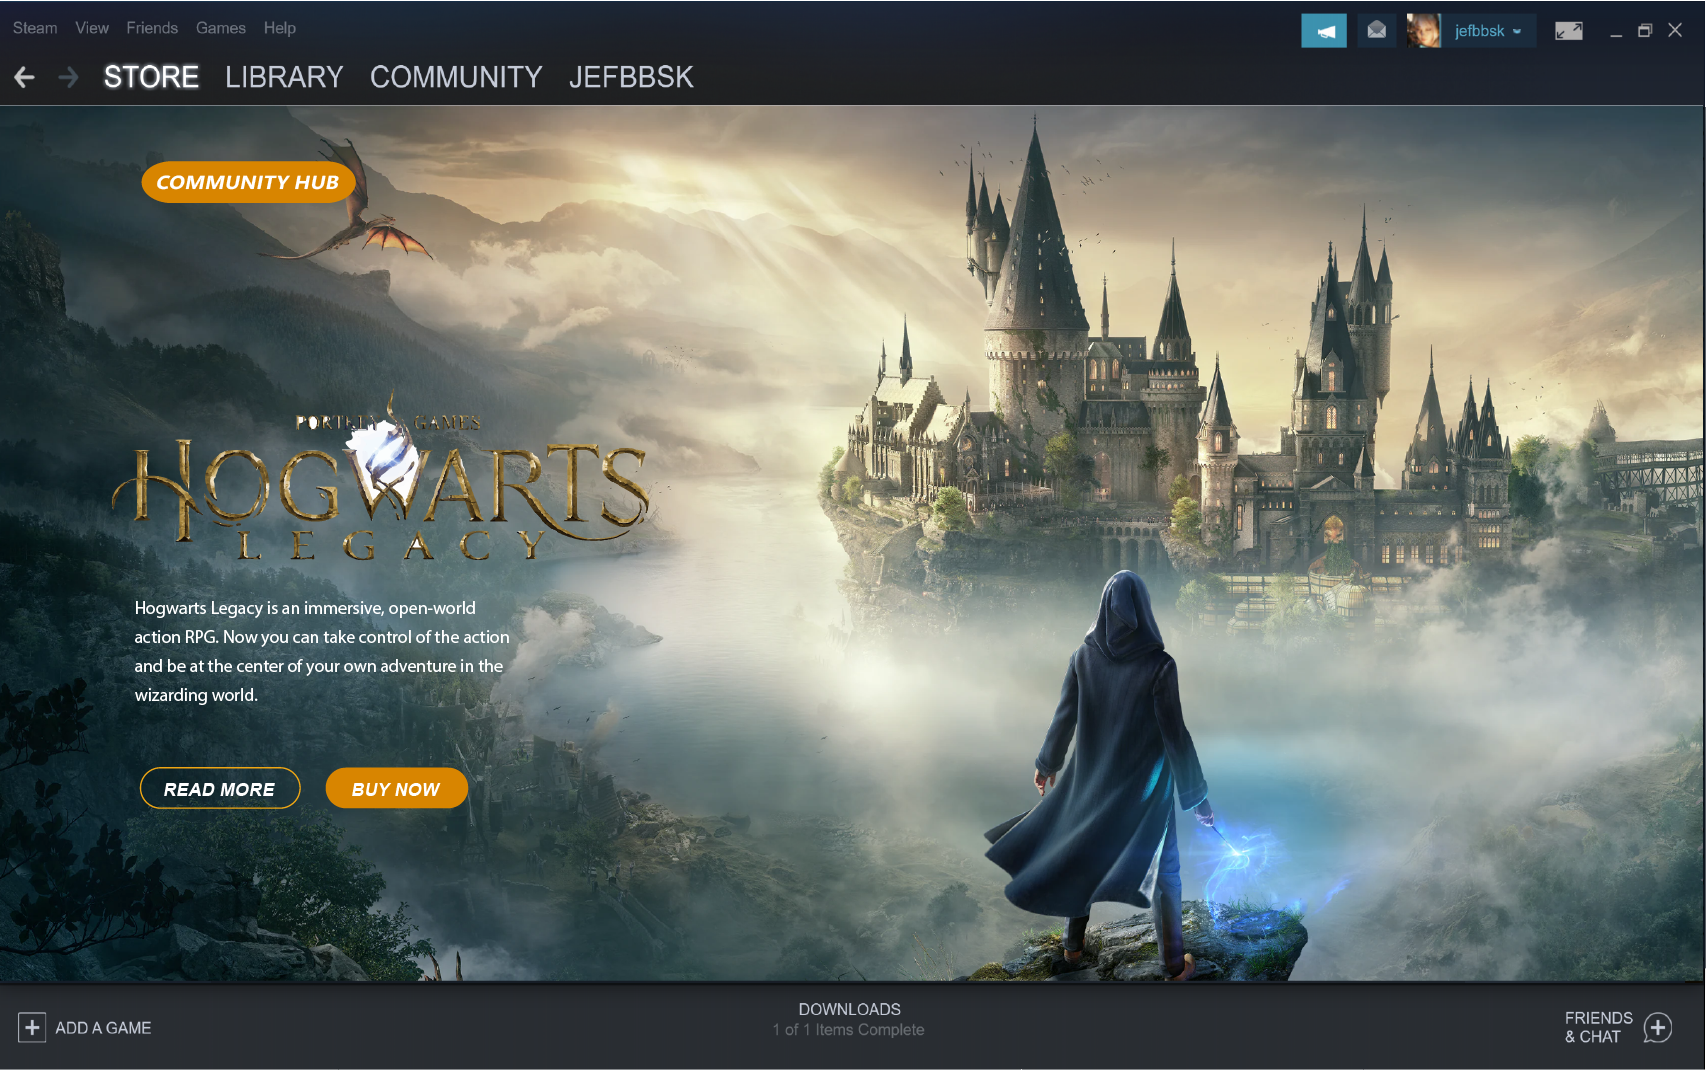 Steam View Friends Games Help
jefbbsk
STORE LIBRARY COMMUNITY JEFBBSK
COMMUNITY HUB
PORTKEY GAMES
HOGWARTS
LEGACY
Hogwarts Legacy is an immersive, open-world
action RPG. Now you can take control of the action
and be at the center of your own adventure in the
wizarding world.
READ MORE BUY NOW
ADD A GAME
DOWNLOADS
1 of 1 Items Complete
FRIENDS
& CHAT